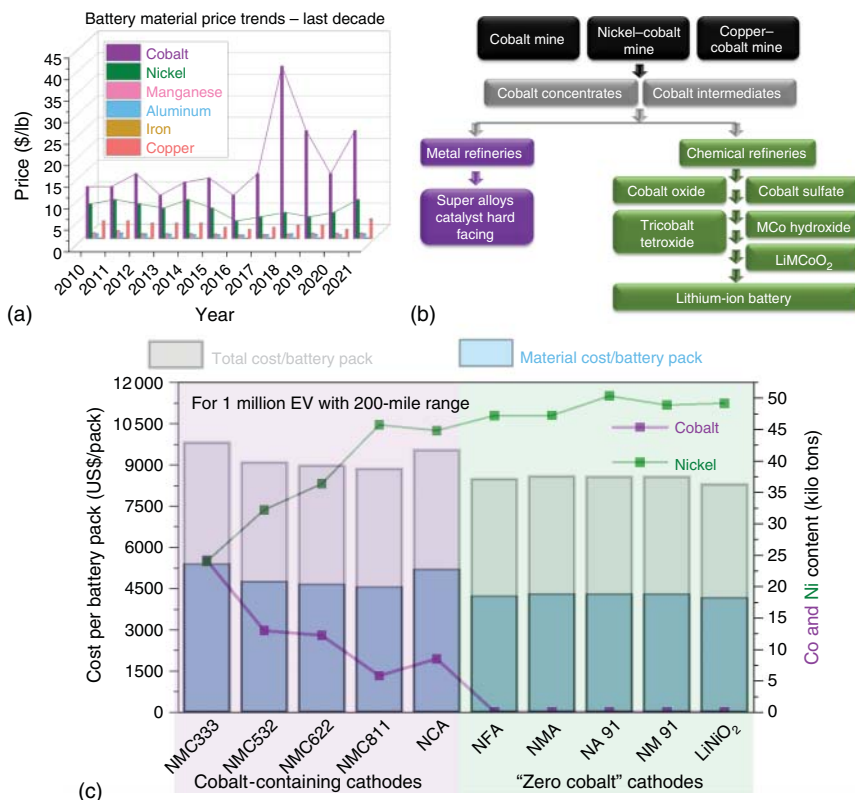 Battery material price trends – last decade
45
40
35
30
25
20
15
10
5
0
Price ($/lb)
Cobalt
Nickel
Manganese
Aluminum
Iron
Copper
2010
2011
2012
2013
2014
2015
2016
2017
2018
2019
2020
2021
Year
(a)
Cobalt mine
Nickel–cobalt
mine
Copper–
cobalt mine
Cobalt concentrates
Cobalt intermediates
Metal refineries
Chemical refineries
Super alloys
catalyst hard
facing
Cobalt oxide
Cobalt sulfate
Tricobalt
tetroxide
MCo hydroxide
LiMCoO₂
Lithium-ion battery
(b)
Total cost/battery pack
Material cost/battery pack
For 1 million EV with 200-mile range
Cobalt
Nickel
12 000
10 500
9000
7500
6000
4500
3000
1500
0
Cost per battery pack (US$/pack)
50
45
40
35
30
25
20
15
10
5
0
Co and Ni content (kilo tons)
NMC333
NMC532
NMC622
NMC811
NCA
NFA
NMA
NA 91
NM 91
LiNiO₂
Cobalt-containing cathodes
"Zero cobalt" cathodes
(c)